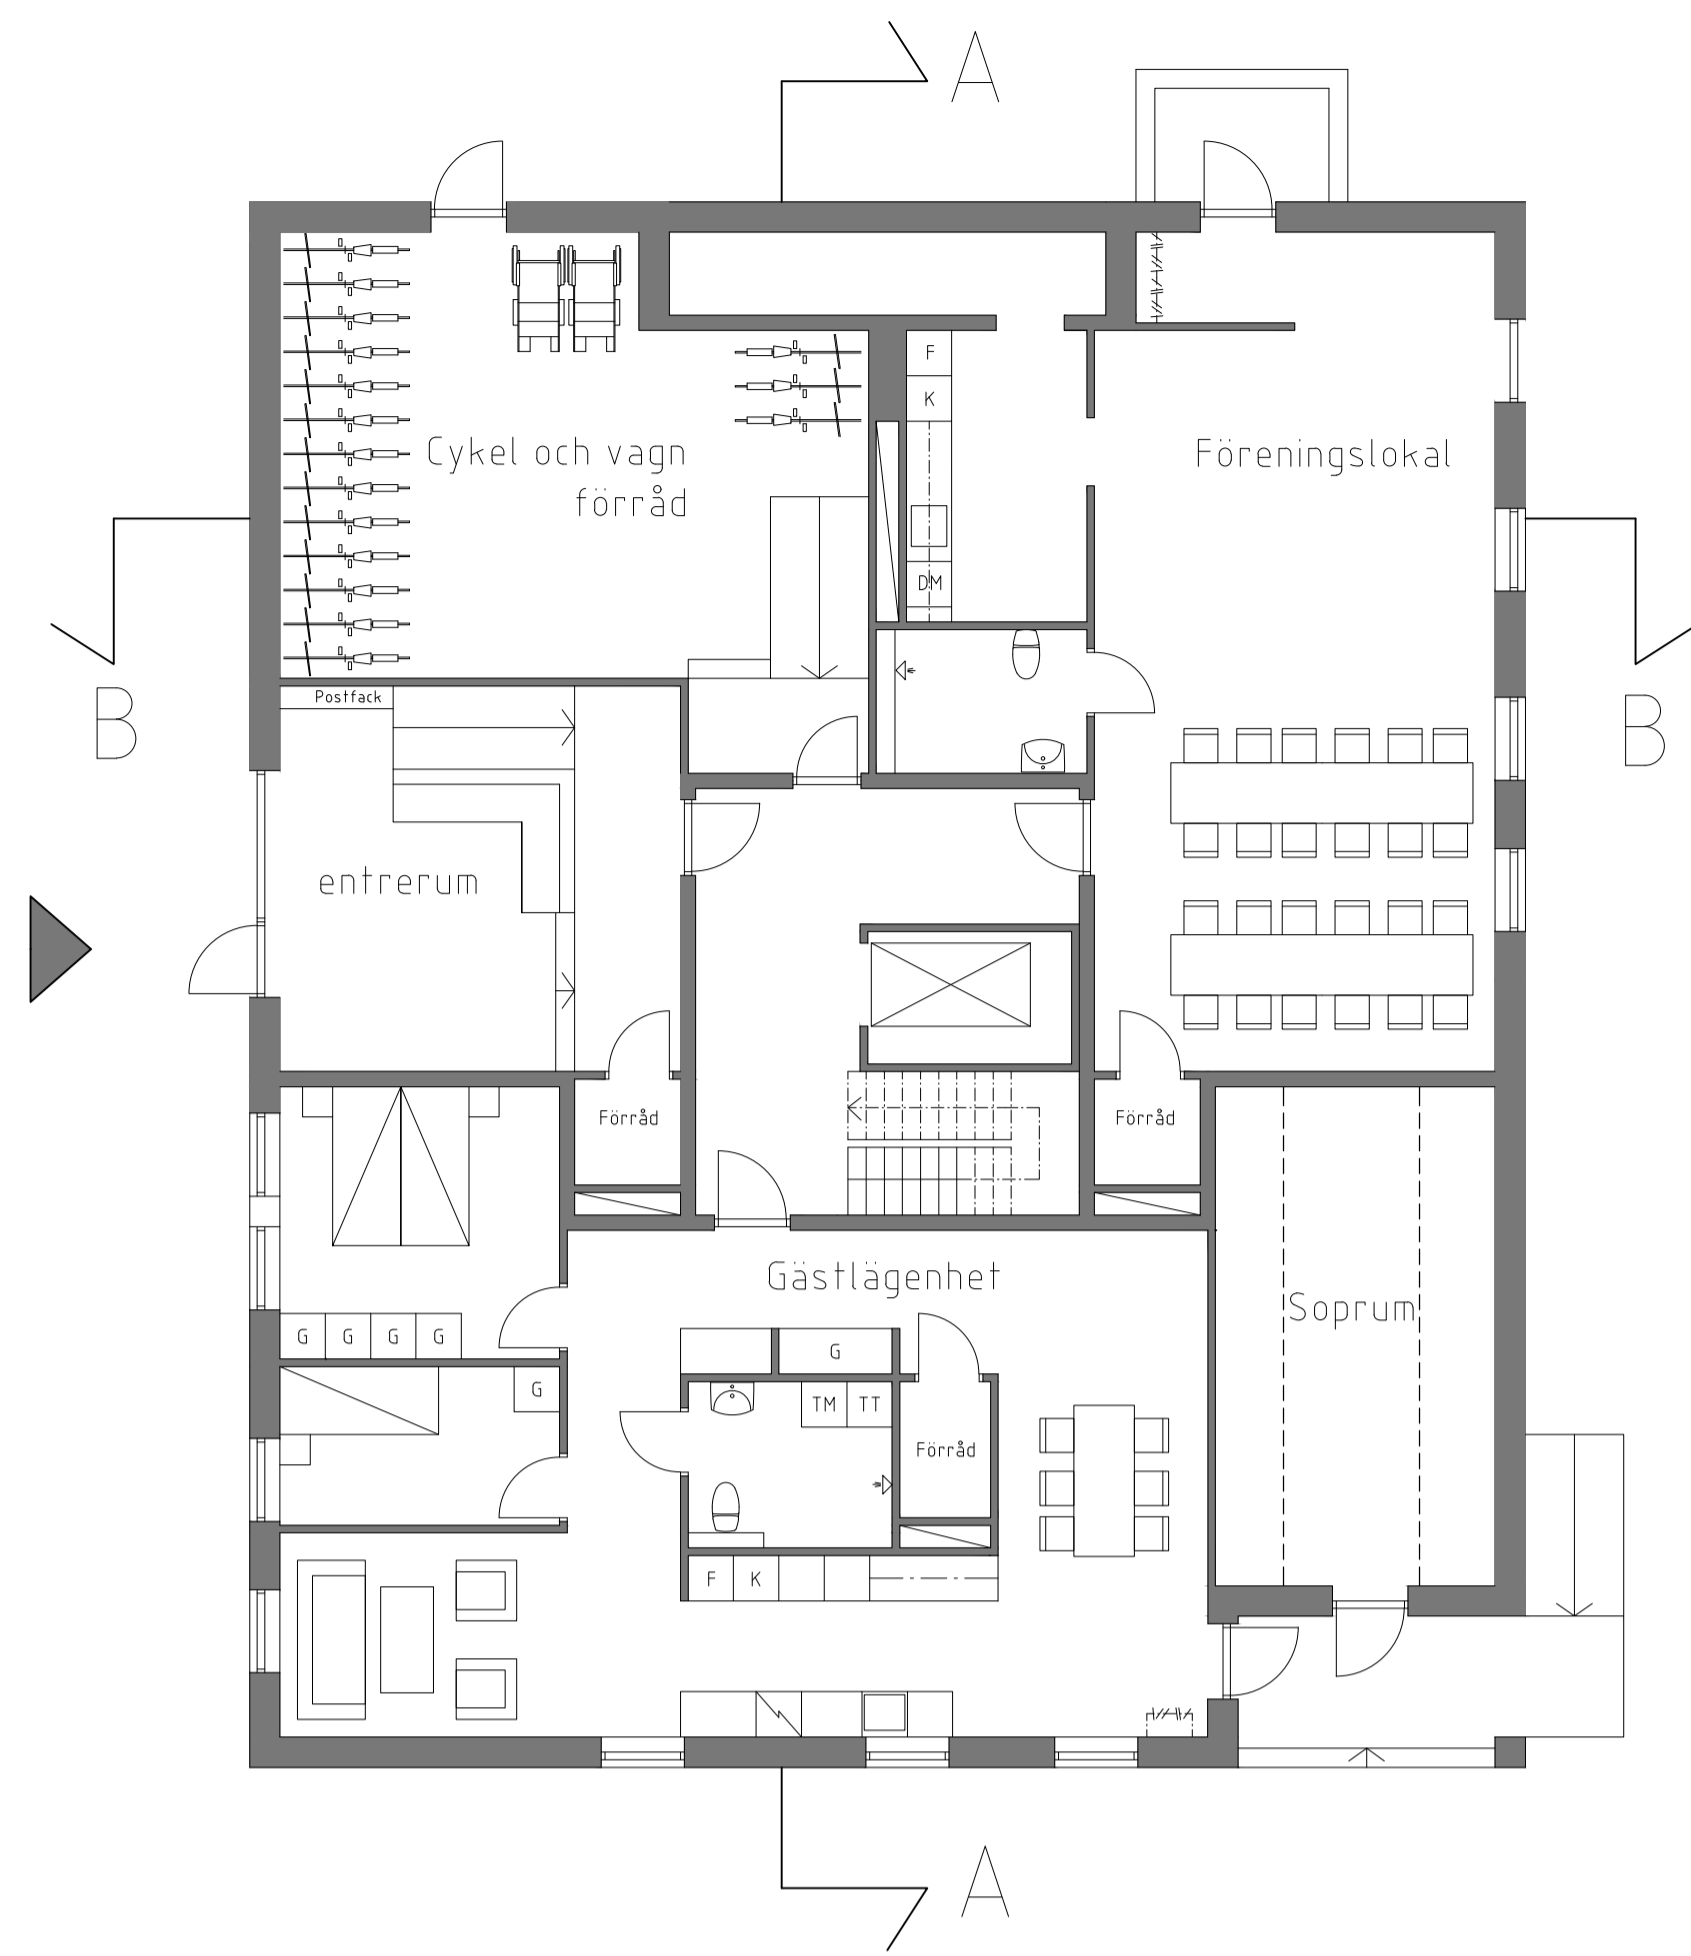 A
F
K
Cykel och vagn
förråd
Föreningslokal
DM
B
Postfack
B
entrerum
Förråd
Förråd
Gästlägenhet
Soprum
G G G G
G
G
TM TT
Förråd
F K
A